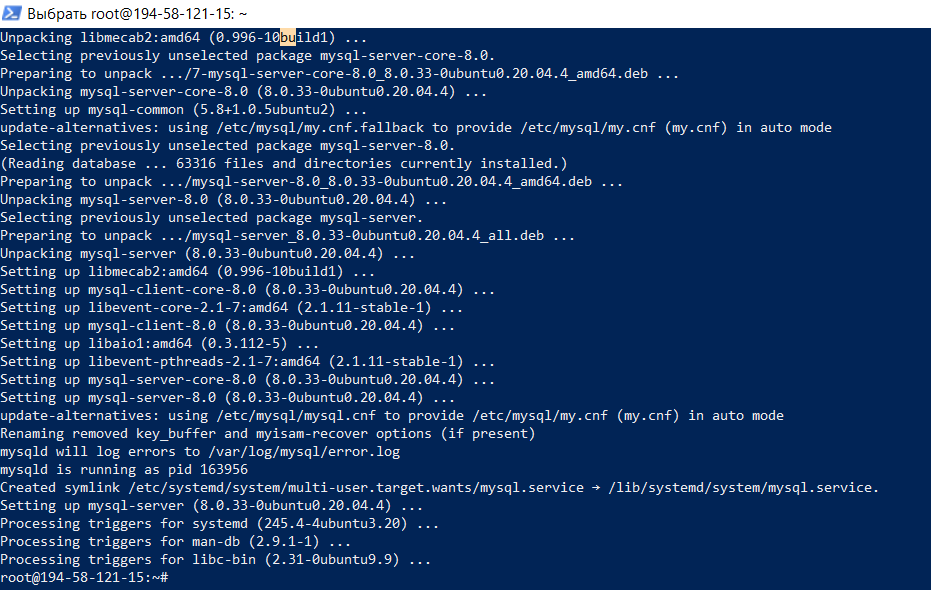 Выбрать root@194-58-121-15: ~
Unpacking libmecab2:amd64 (0.996-10build1) ...
Selecting previously unselected package mysql-server-core-8.0.
Preparing to unpack .../7-mysql-server-core-8.0_8.0.33-0ubuntu0.20.04.4_amd64.deb ...
Unpacking mysql-server-core-8.0 (8.0.33-0ubuntu0.20.04.4) ...
Setting up mysql-common (5.8+1.0.5ubuntu2) ...
update-alternatives: using /etc/mysql/my.cnf.fallback to provide /etc/mysql/my.cnf (my.cnf) in auto mode
Selecting previously unselected package mysql-server-8.0.
(Reading database ... 63316 files and directories currently installed.)
Preparing to unpack .../mysql-server-8.0_8.0.33-0ubuntu0.20.04.4_amd64.deb ...
Unpacking mysql-server-8.0 (8.0.33-0ubuntu0.20.04.4) ...
Selecting previously unselected package mysql-server.
Preparing to unpack .../mysql-server_8.0.33-0ubuntu0.20.04.4_all.deb ...
Unpacking mysql-server (8.0.33-0ubuntu0.20.04.4) ...
Setting up libmecab2:amd64 (0.996-10build1) ...
Setting up mysql-client-core-8.0 (8.0.33-0ubuntu0.20.04.4) ...
Setting up libevent-core-2.1-7:amd64 (2.1.11-stable-1) ...
Setting up mysql-client-8.0 (8.0.33-0ubuntu0.20.04.4) ...
Setting up libaio1:amd64 (0.3.112-5) ...
Setting up libevent-pthreads-2.1-7:amd64 (2.1.11-stable-1) ...
Setting up mysql-server-core-8.0 (8.0.33-0ubuntu0.20.04.4) ...
Setting up mysql-server-8.0 (8.0.33-0ubuntu0.20.04.4) ...
update-alternatives: using /etc/mysql/mysql.cnf to provide /etc/mysql/my.cnf (my.cnf) in auto mode
Renaming removed key_buffer and myisam-recover options (if present)
mysqld will log errors to /var/log/mysql/error.log
mysqld is running as pid 163956
Created symlink /etc/systemd/system/multi-user.target.wants/mysql.service → /lib/systemd/system/mysql.service.
Setting up mysql-server (8.0.33-0ubuntu0.20.04.4) ...
Processing triggers for systemd (245.4-4ubuntu3.20) ...
Processing triggers for man-db (2.9.1-1) ...
Processing triggers for libc-bin (2.31-0ubuntu9.9) ...
root@194-58-121-15:~#